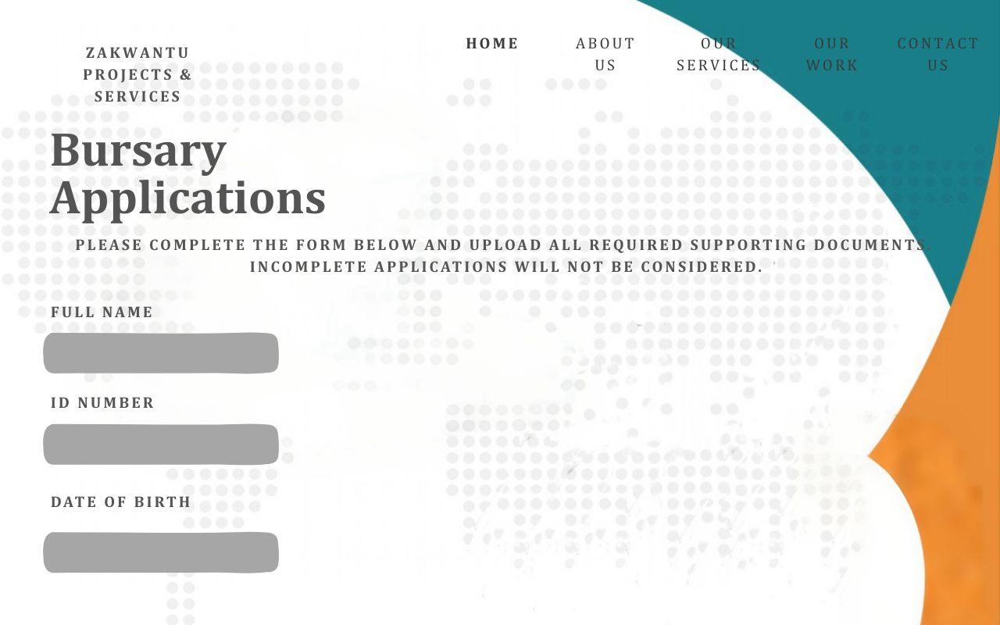 ZAKWANTU
PROJECTS &
SERVICES
HOME
ABOUT
US
OUR
SERVICES
OUR
WORK
CONTACT
US
Bursary
Applications
PLEASE COMPLETE THE FORM BELOW AND UPLOAD ALL REQUIRED SUPPORTING DOCUMENTS.
INCOMPLETE APPLICATIONS WILL NOT BE CONSIDERED.
FULL NAME
ID NUMBER
DATE OF BIRTH